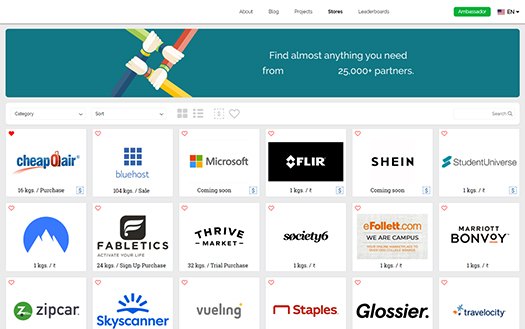 About Blog Projects Stores Leaderboards Ambassador EN
Find almost anything you need
from 25,000+ partners.
Category Sort $ Search
cheapOair
bluehost
Microsoft
FLIR
SHEIN
StudentUniverse
16 kgs. / Purchase $
104 kgs. / Sale
Coming soon $
1 kgs. / ₹
Coming soon $
1 kgs. / ₹ $
FABLETICS
ACTIVATE YOUR LIFE
THRIVE
MARKET
society6
eFollett.com
WE ARE CAMPUS
MARRIOTT
BONVOY
1 kgs. / ₹
24 kgs. / Sign Up Purchase
32 kgs. / Trial Purchase
1 kgs. / ₹
1 kgs. / ₹
1 kgs. / ₹
Z zipcar
Skyscanner
vueling
Staples
Glossier.
travelocity